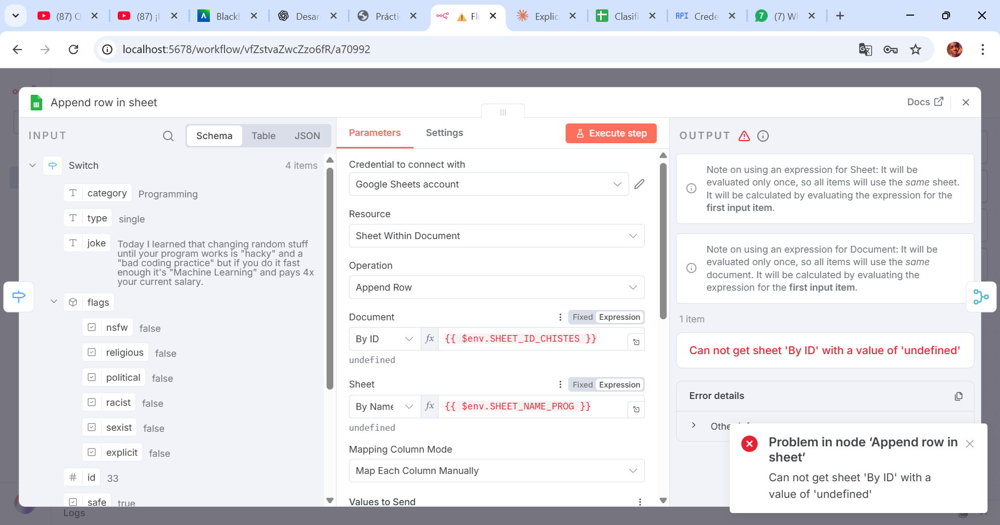 (87) Q
(87) ¡l
Blackl
Desar
Prácti
Flu
Explic
Clasifi
API
Crede
7
(7) W
localhost:5678/workflow/vfZstvaZwcZzo6fR/a70992
Append row in sheet
Docs
INPUT
Schema
Table
JSON
Parameters
Settings
Execute step
OUTPUT
Switch
4 items
category
Programming
type
single
joke
Today I learned that changing random stuff
until your program works is "hacky" and a
"bad coding practice" but if you do it fast
enough it's "Machine Learning" and pays 4x
your current salary.
flags
nsfw
false
religious
false
political
false
racist
false
sexist
false
explicit
false
id
33
safe
true
Logs
Credential to connect with
Google Sheets account
Resource
Sheet Within Document
Operation
Append Row
Document
Fixed
Expression
By ID
fx
{{ $env.SHEET_ID_CHISTES }}
undefined
Sheet
Fixed
Expression
By Name
fx
{{ $env.SHEET_NAME_PROG }}
undefined
Mapping Column Mode
Map Each Column Manually
Values to Send
Note on using an expression for Sheet: It will be
evaluated only once, so all items will use the same sheet.
It will be calculated by evaluating the expression for the
first input item.
Note on using an expression for Document: It will be
evaluated only once, so all items will use the same
document. It will be calculated by evaluating the
expression for the first input item.
1 item
Can not get sheet 'By ID' with a value of 'undefined'
Error details
Problem in node ‘Append row in
sheet‘
Can not get sheet 'By ID' with a
value of 'undefined'